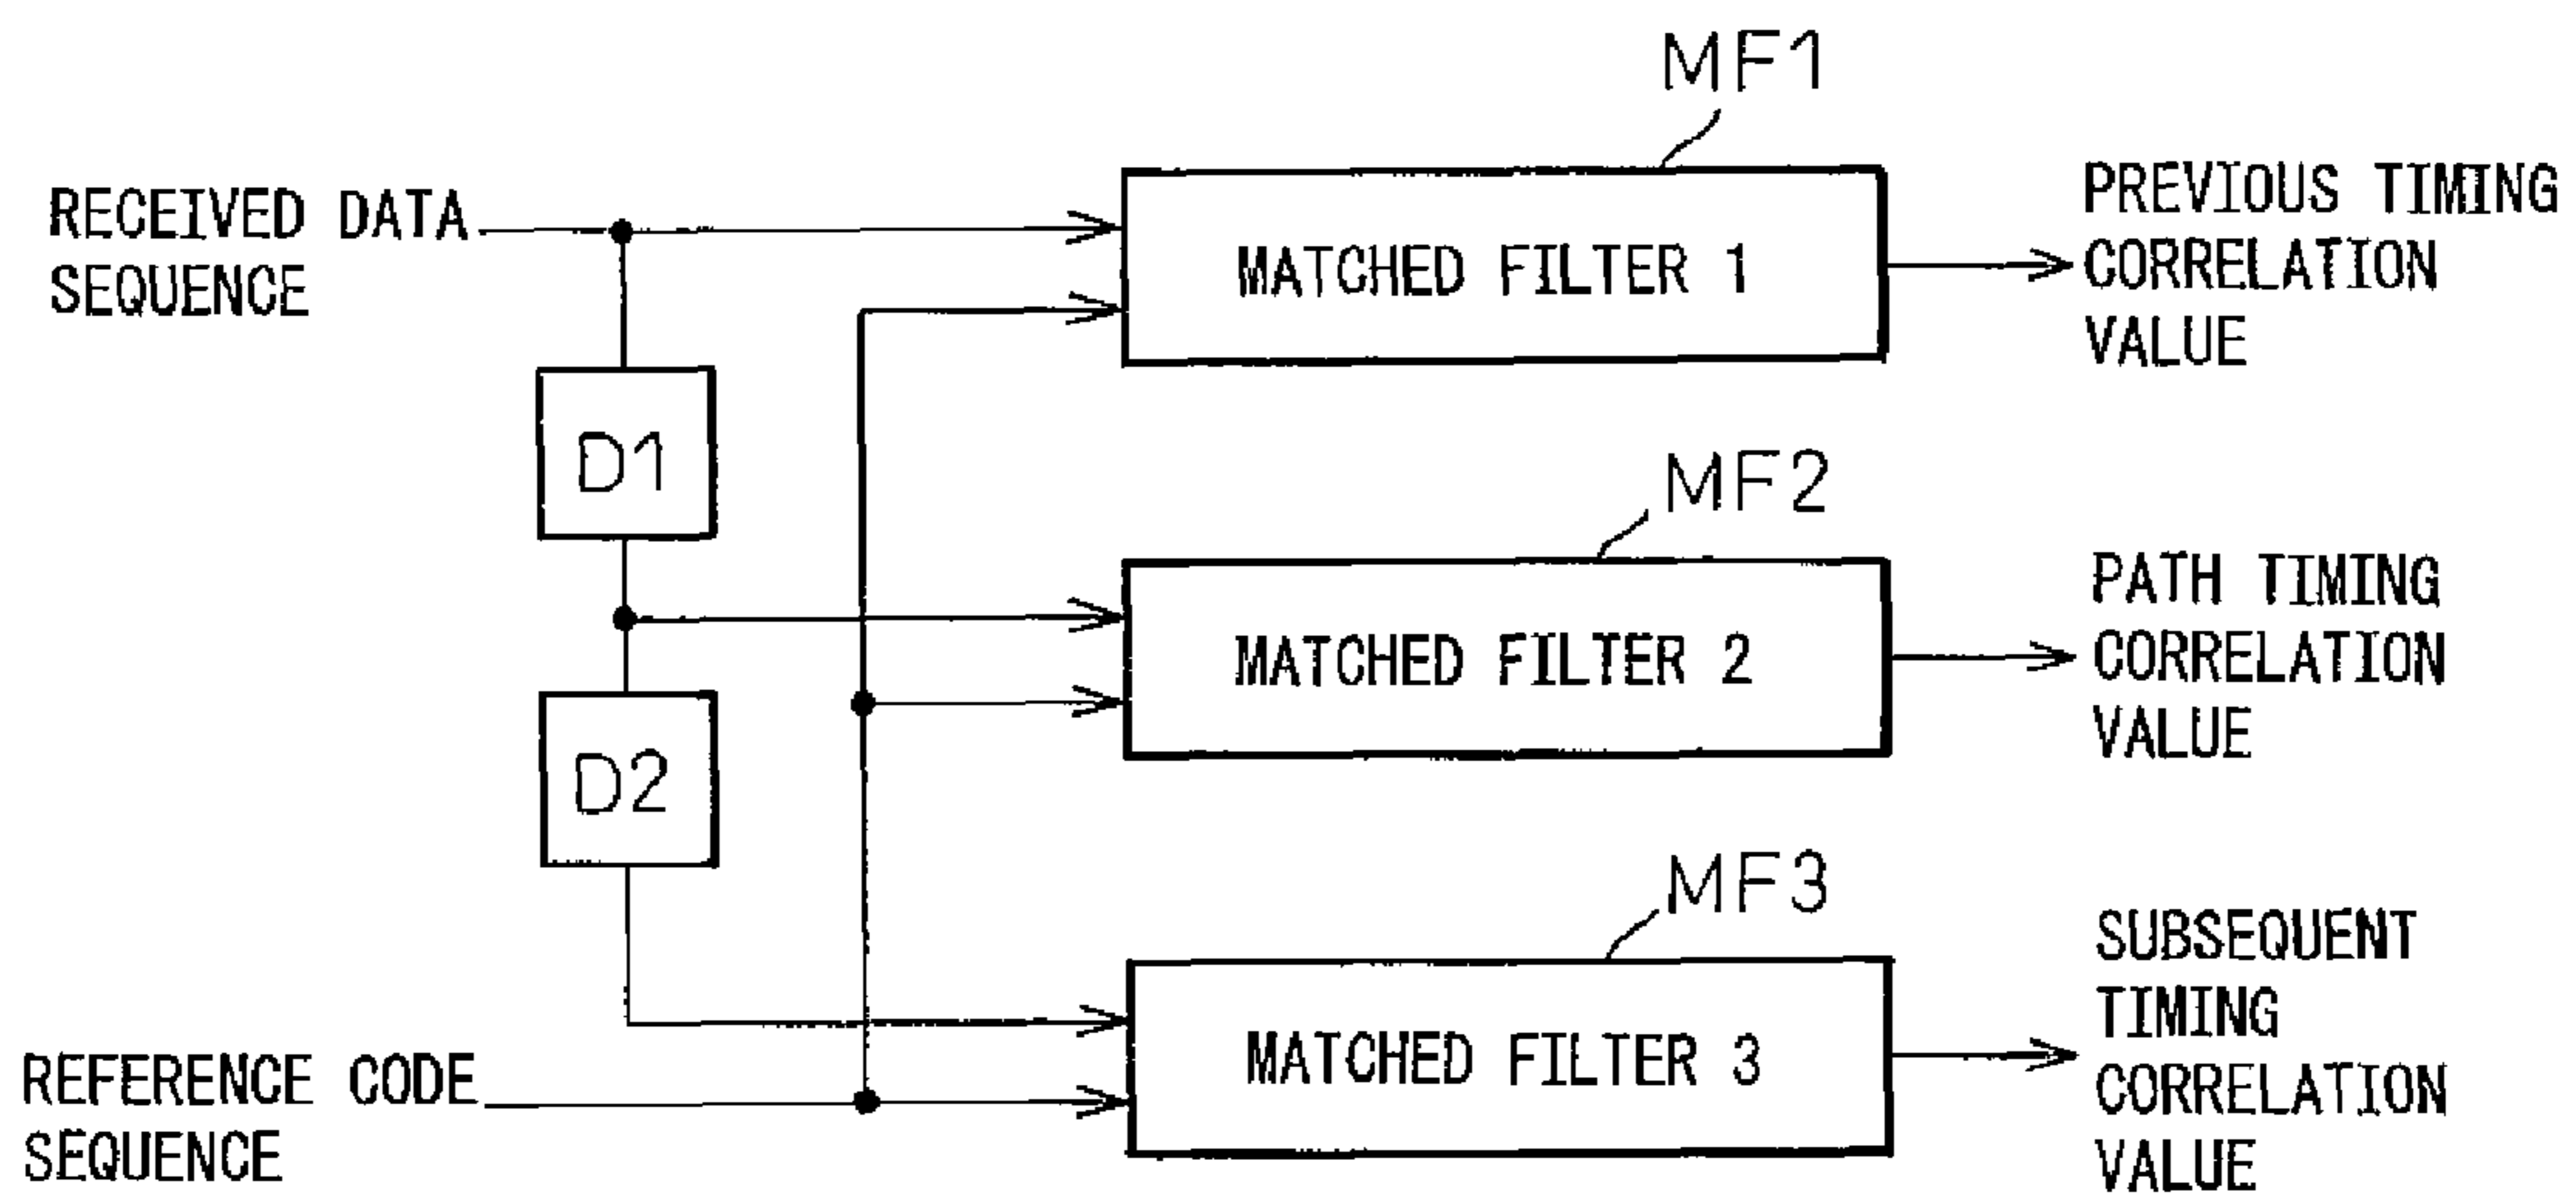 MF1
RECEIVED DATA
SEQUENCE
MATCHED FILTER 1
PREVIOUS TIMING
CORRELATION
VALUE
D1
MF2
MATCHED FILTER 2
PATH TIMING
CORRELATION
VALUE
D2
MF3
REFERENCE CODE
SEQUENCE
MATCHED FILTER 3
SUBSEQUENT
TIMING
CORRELATION
VALUE